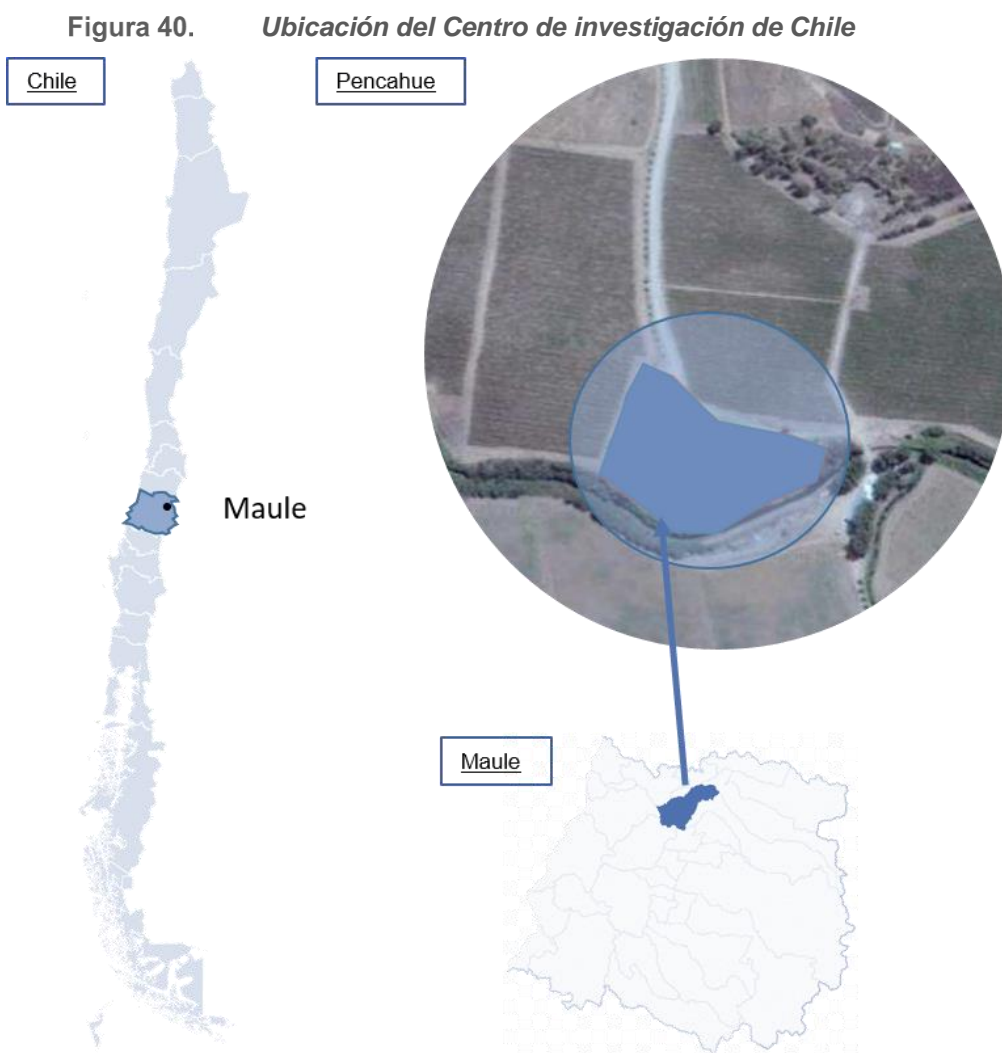 Figura 40. Ubicación del Centro de investigación de Chile
Chile
Pencahue
Maule
Maule